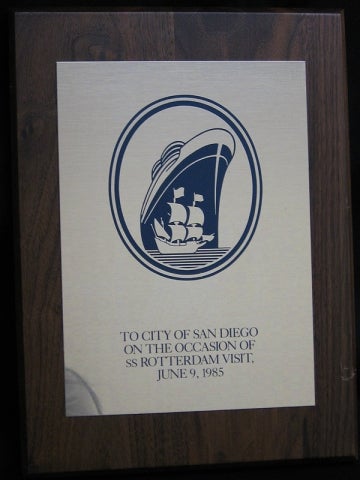 TO CITY OF SAN DIEGO
ON THE OCCASION OF
SS ROTTERDAM VISIT,
JUNE 9, 1985